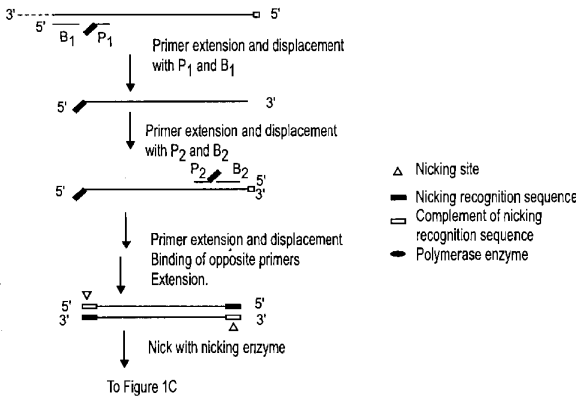 3' 5'
5' B1 P1
Primer extension and displacement
with P1 and B1
5' 3'
Primer extension and displacement
with P2 and B2
P2 B2 5'
5' 3'
Primer extension and displacement
Binding of opposite primers
Extension.
5' 5'
3' 3'
Nick with nicking enzyme
To Figure 1C
Nicking site
Nicking recognition sequence
Complement of nicking
recognition sequence
Polymerase enzyme